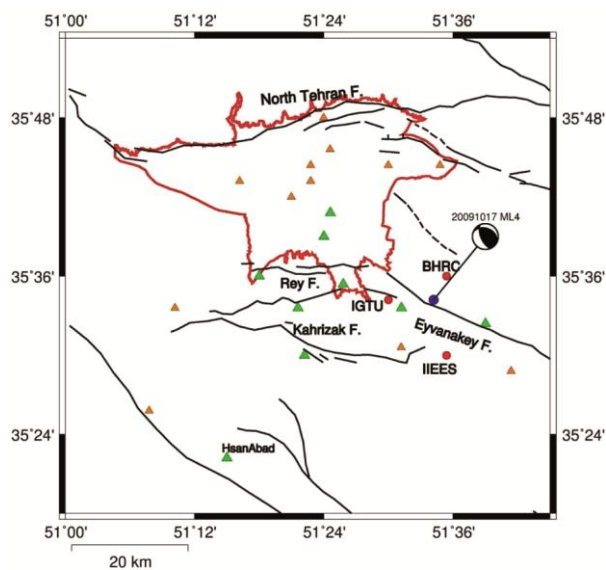 51°00' 51°12' 51°24' 51°36'
North Tehran F.
35°48' 35°48'
20091017 ML4
35°36' BHRC 35°36'
Rey F.
IGTU
Kahrizak F. Eyvanakey F.
IIEES
35°24' 35°24'
HsanAbad
51°00' 51°12' 51°24' 51°36'
20 km